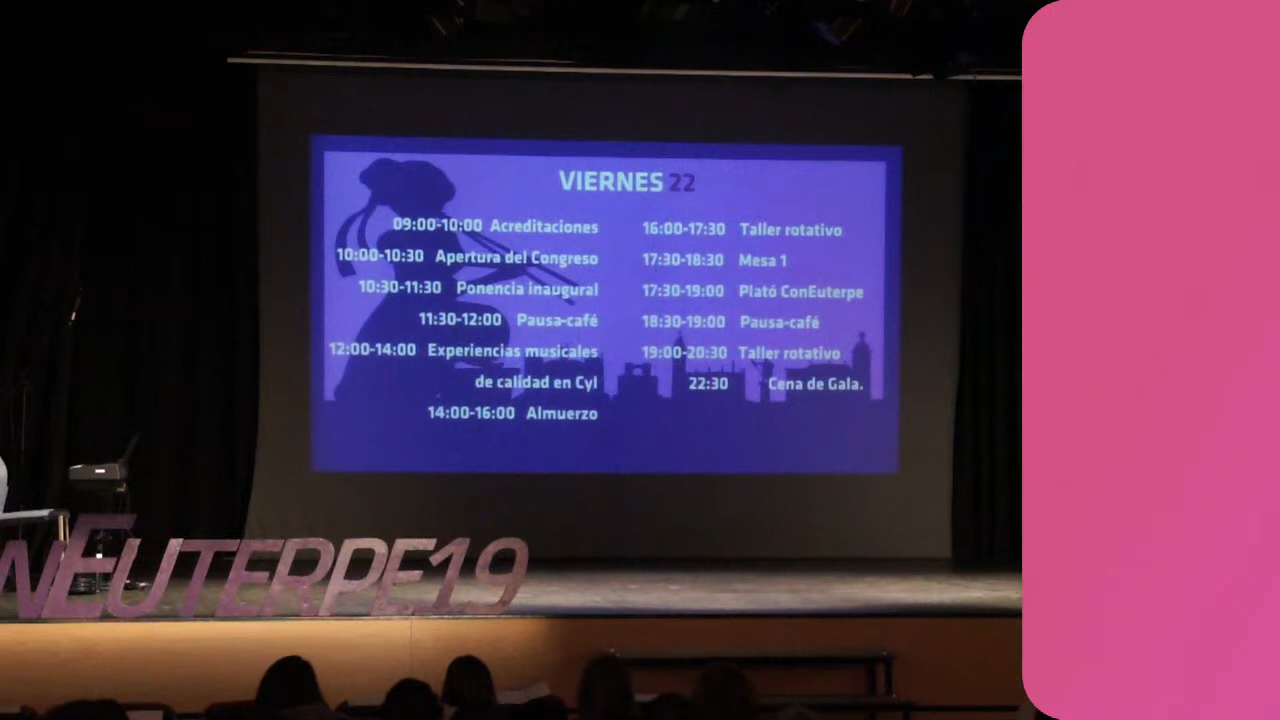 VIERNES 22
09:00-10:00 Acreditaciones
10:00-10:30 Apertura del Congreso
10:30-11:30 Ponencia inaugural
11:30-12:00 Pausa-café
12:00-14:00 Experiencias musicales
de calidad en Cyl
14:00-16:00 Almuerzo
16:00-17:30 Taller rotativo
17:30-18:30 Mesa 1
17:30-19:00 Plató ConEuterpe
18:30-19:00 Pausa-café
19:00-20:30 Taller rotativo
22:30 Cena de Gala.
NEUTERPE19